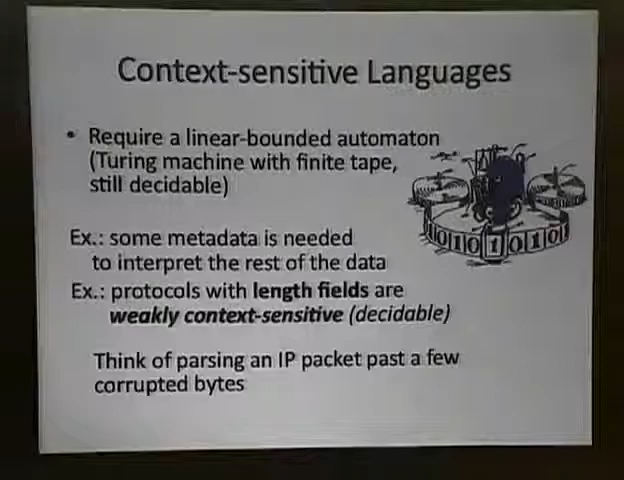 Context-sensitive Languages
• Require a linear-bounded automaton
(Turing machine with finite tape,
still decidable)
Ex.: some metadata is needed
to interpret the rest of the data
Ex.: protocols with length fields are
weakly context-sensitive (decidable)
Think of parsing an IP packet past a few
corrupted bytes